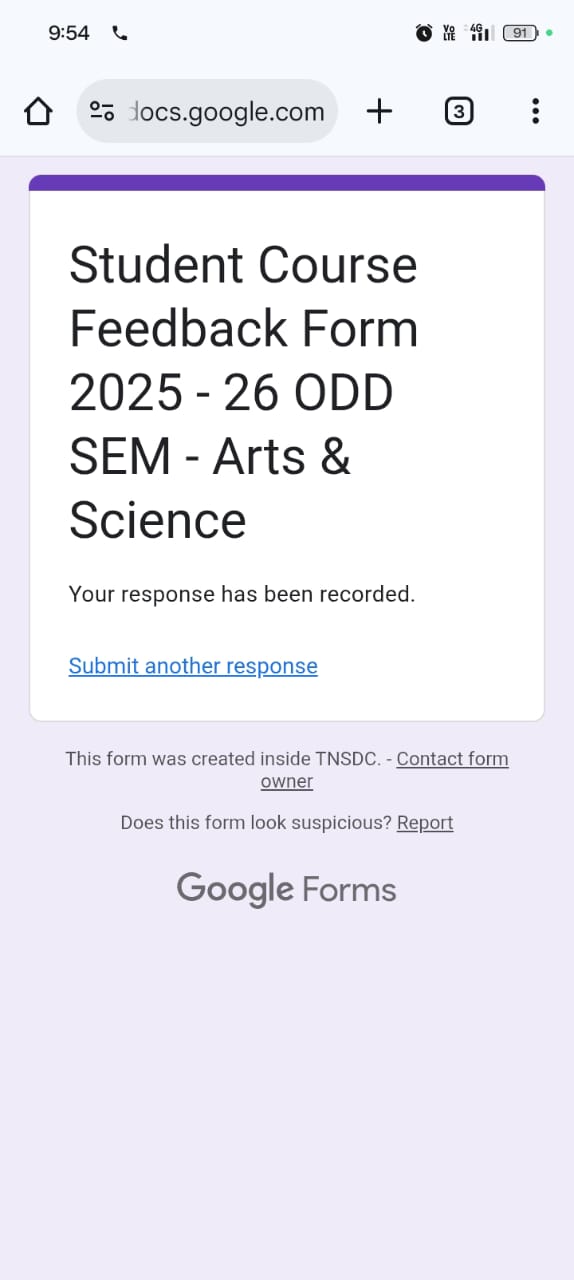 9:54
Vo LTE 4G 91
docs.google.com
3
Student Course
Feedback Form
2025 - 26 ODD
SEM - Arts &
Science
Your response has been recorded.
Submit another response
This form was created inside TNSDC. - Contact form
owner
Does this form look suspicious? Report
Google Forms